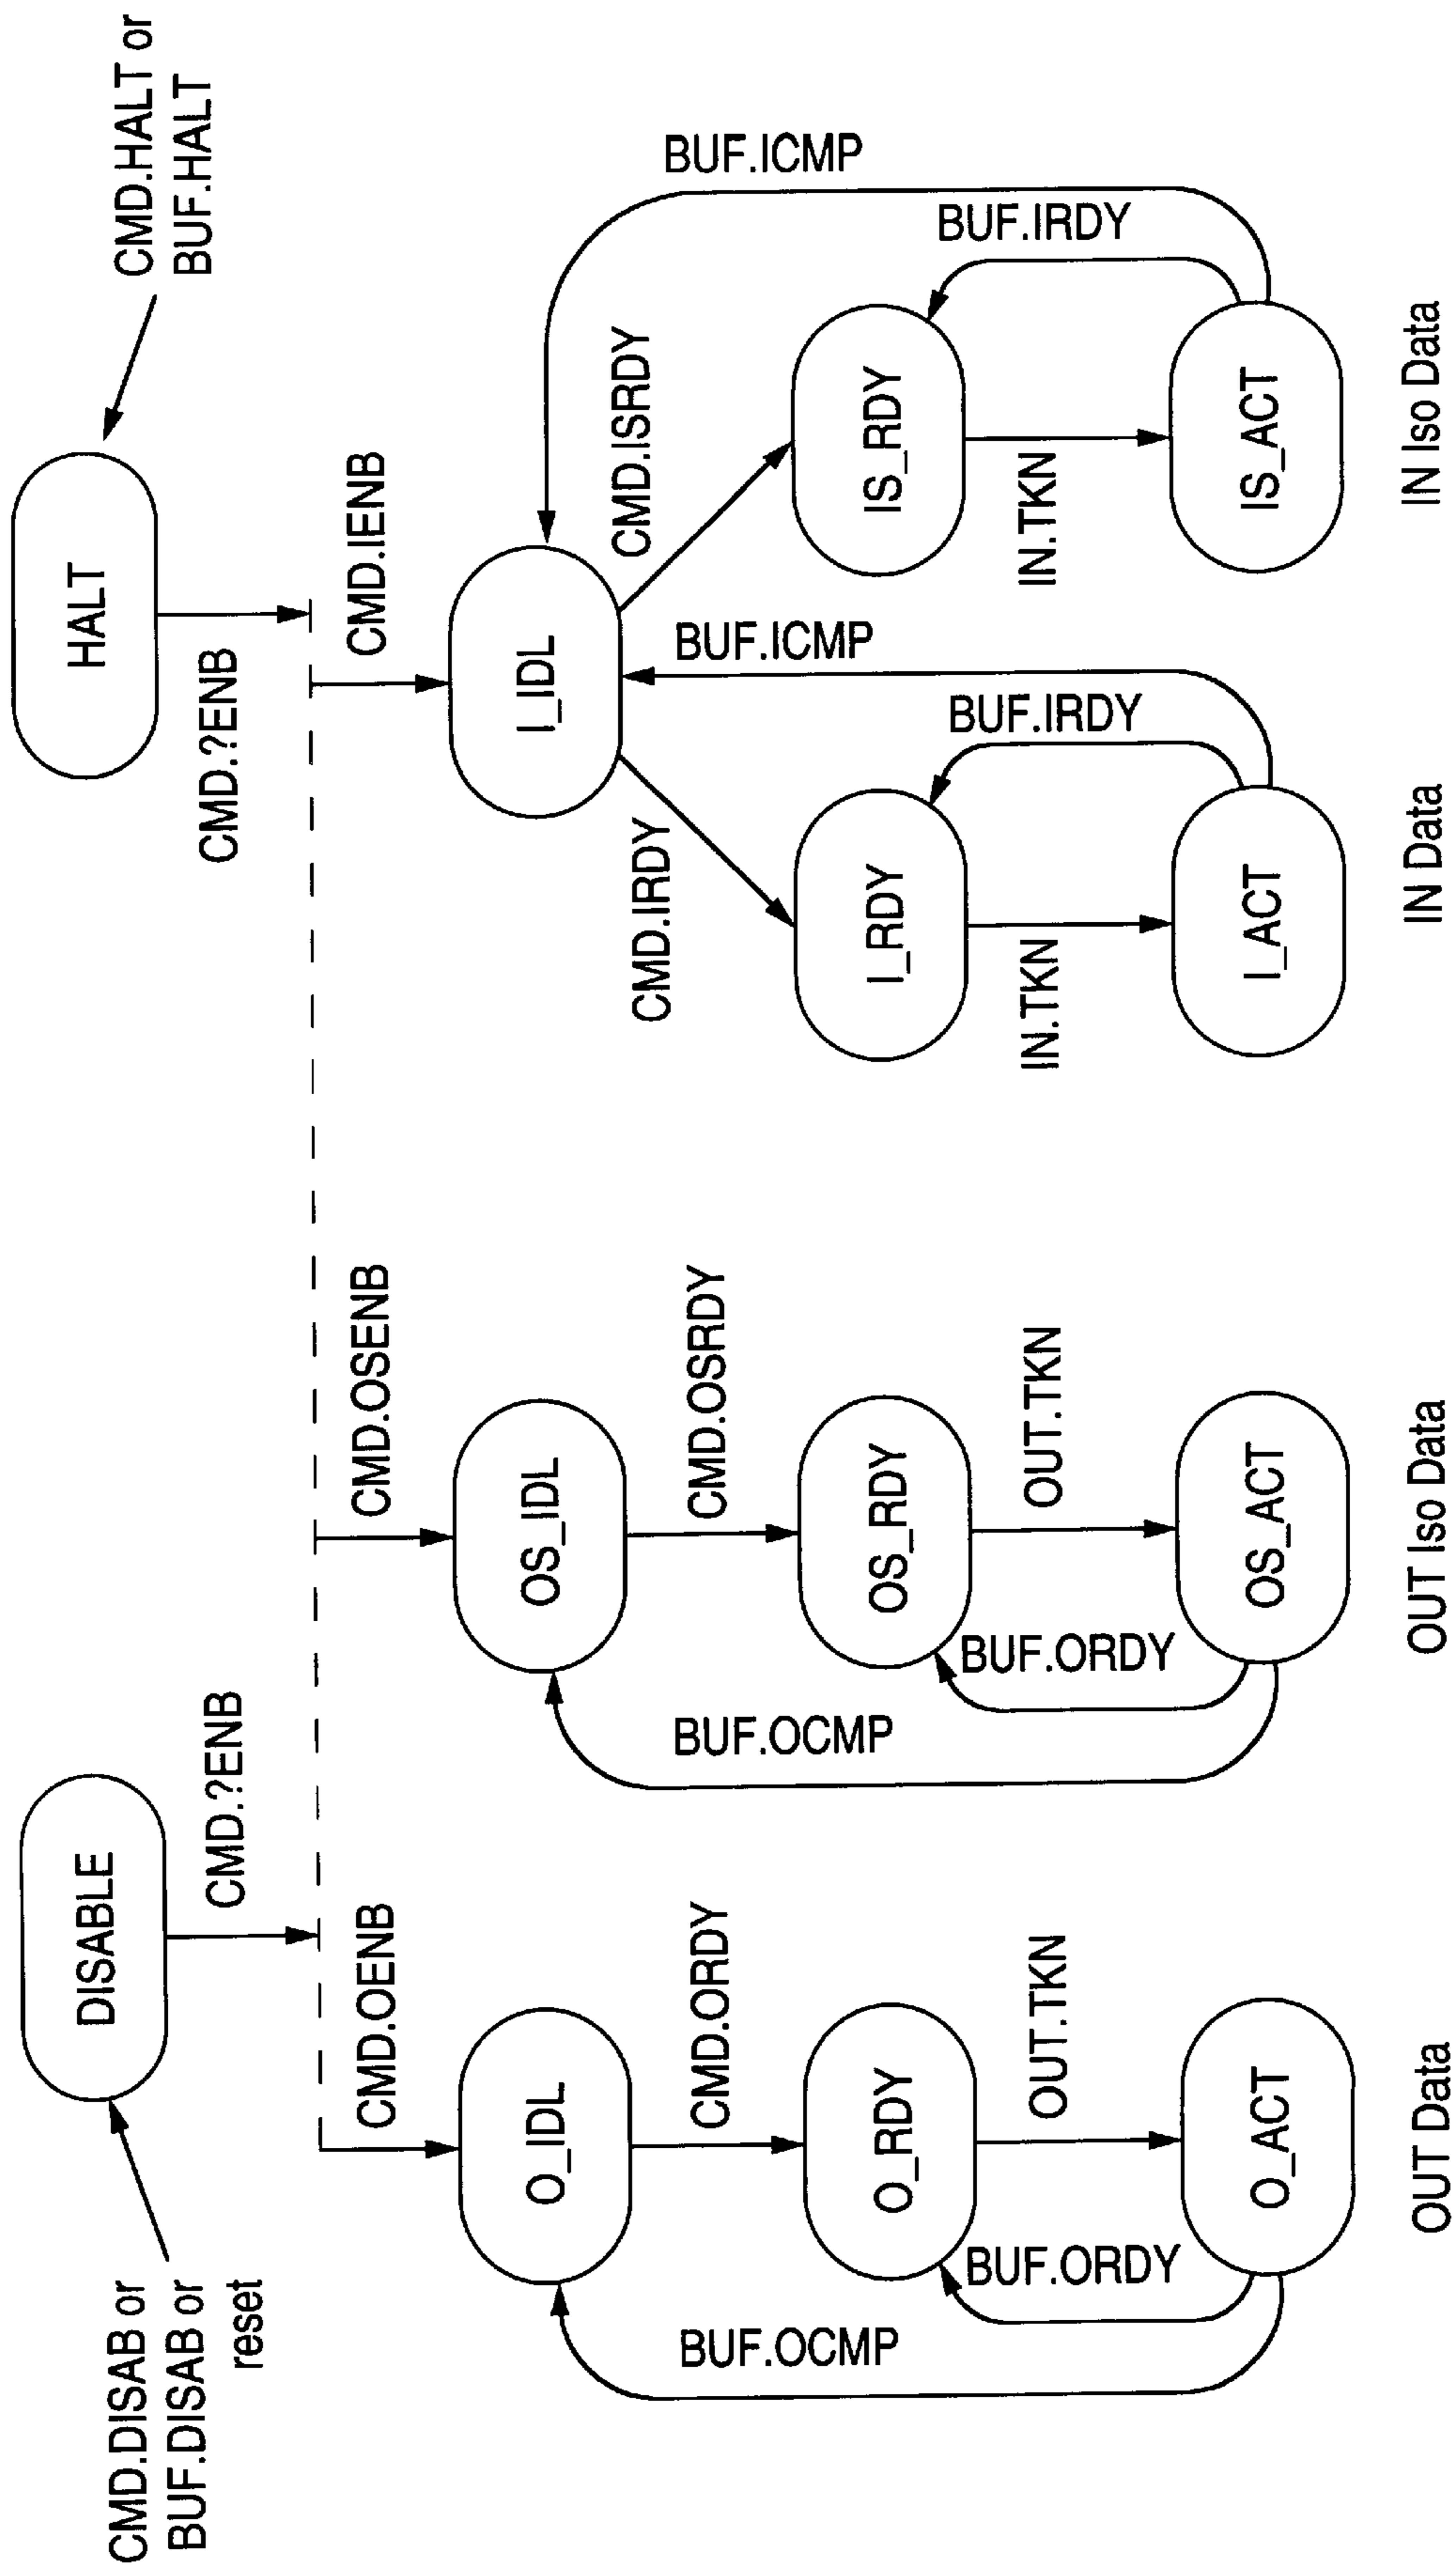 CMD.DISAB or
BUF.DISAB or
reset
DISABLE
CMD.?ENB
HALT
CMD.HALT or
BUF.HALT
CMD.?ENB
CMD.OENB
CMD.OSENB
CMD.IENB
O_IDL
OS_IDL
I_IDL
BUF.OCMP
CMD.ORDY
BUF.OCMP
CMD.OSRDY
CMD.IRDY
BUF.ICMP
CMD.ISRDY
BUF.ICMP
O_RDY
OS_RDY
I_RDY
IS_RDY
BUF.ORDY
OUT.TKN
BUF.ORDY
OUT.TKN
IN.TKN
BUF.IRDY
IN.TKN
BUF.IRDY
O_ACT
OS_ACT
I_ACT
IS_ACT
OUT Data
OUT Iso Data
IN Data
IN Iso Data